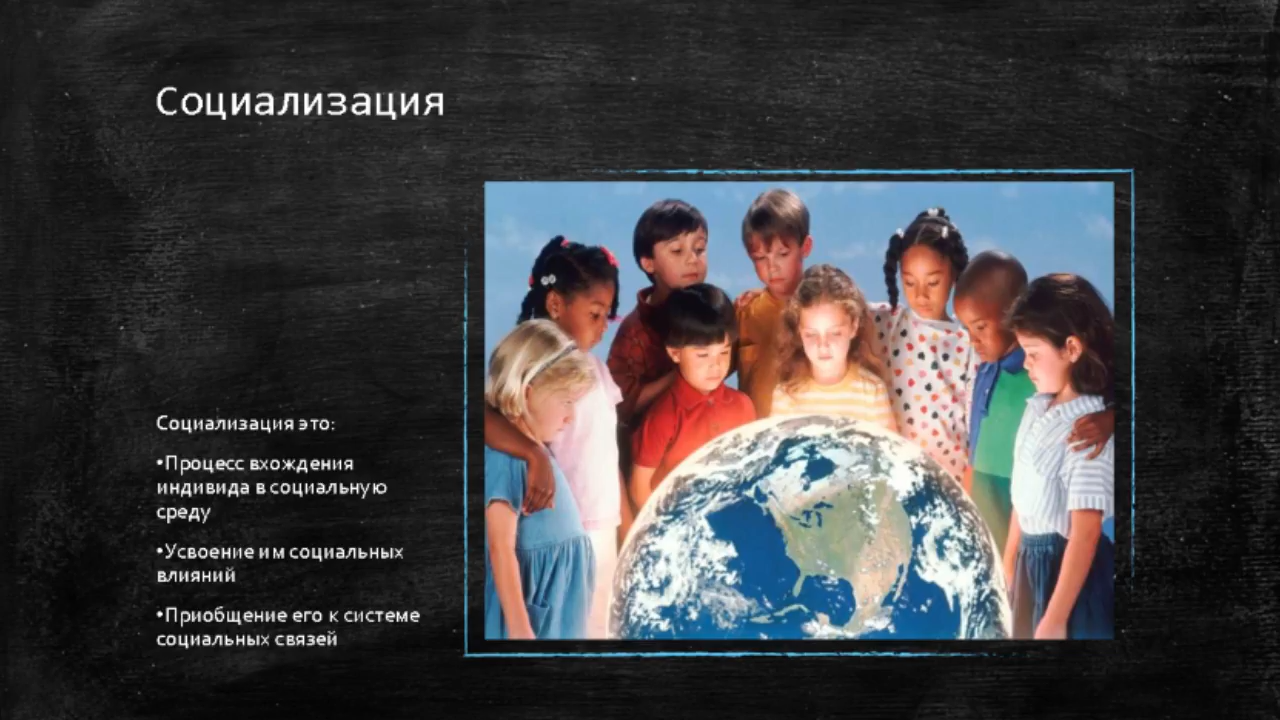 Социализация
Социализация это:
•Процесс вхождения
индивида в социальную
среду
•Усвоение им социальных
влияний
•Приобщение его к системе
социальных связей